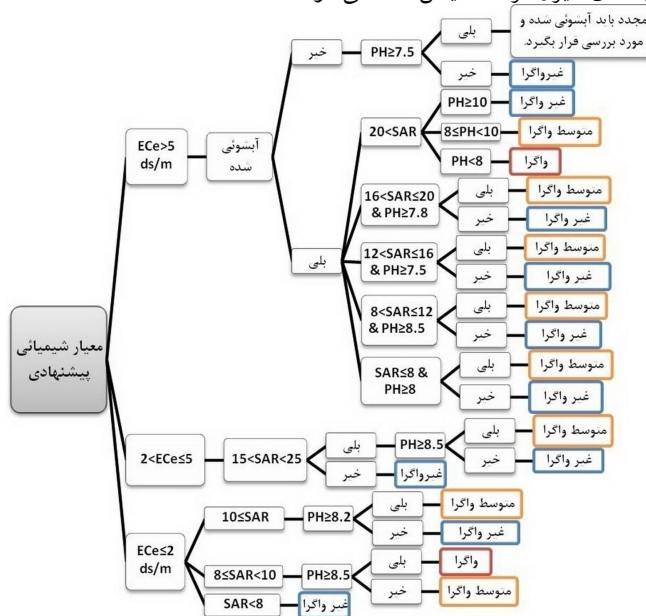 مجدد باید آبشوئی شده و
مورد بررسی قرار بگیرد.
بلی
خیر
PH≥7.5
خیر
غیرواگرا
ECe>5
ds/m
آبشوئی
شده
بلی
20<SAR
PH≥10
غیر واگرا
8≤PH<10
متوسط واگرا
PH<8
واگرا
16<SAR≤20
& PH≥7.8
بلی
متوسط واگرا
خیر
غیر واگرا
12<SAR≤16
& PH≥7.5
بلی
متوسط واگرا
خیر
غیر واگرا
8<SAR≤12
& PH≥8.5
بلی
متوسط واگرا
خیر
غیر واگرا
SAR≤8 &
PH≥8
بلی
متوسط واگرا
خیر
غیر واگرا
معیار شیمیائی
پیشنهادی
2<ECe≤5
15<SAR<25
بلی
PH≥8.5
بلی
متوسط واگرا
خیر
غیر واگرا
خیر
غیرواگرا
ECe≤2
ds/m
10≤SAR
PH≥8.2
بلی
متوسط واگرا
خیر
غیر واگرا
8≤SAR<10
PH≥8.5
بلی
واگرا
خیر
متوسط واگرا
SAR<8
غیر واگرا